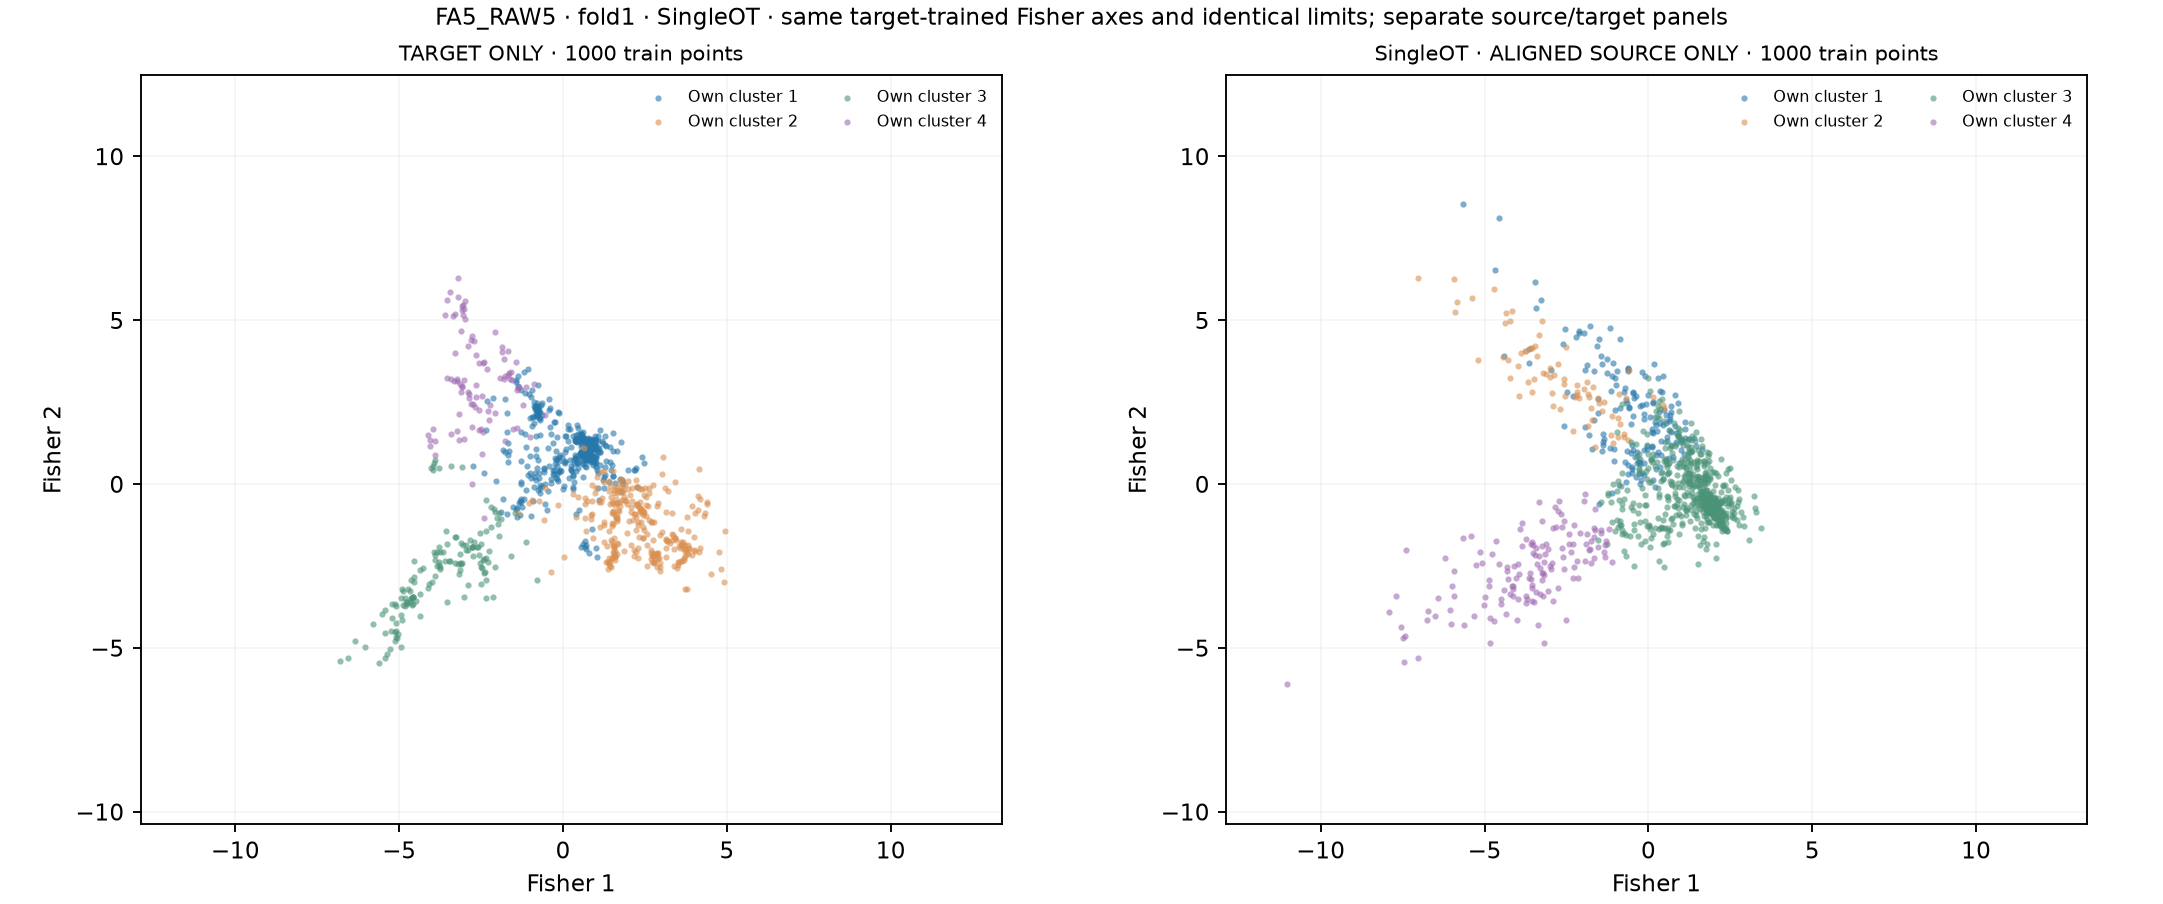 FA5_RAW5 · fold1 · SingleOT · same target-trained Fisher axes and identical limits; separate source/target panels
TARGET ONLY · 1000 train points
Own cluster 1
Own cluster 2
Own cluster 3
Own cluster 4
10
5
0
−5
−10
Fisher 2
−10
−5
0
5
10
Fisher 1
SingleOT · ALIGNED SOURCE ONLY · 1000 train points
Own cluster 1
Own cluster 2
Own cluster 3
Own cluster 4
10
5
0
−5
−10
Fisher 2
−10
−5
0
5
10
Fisher 1